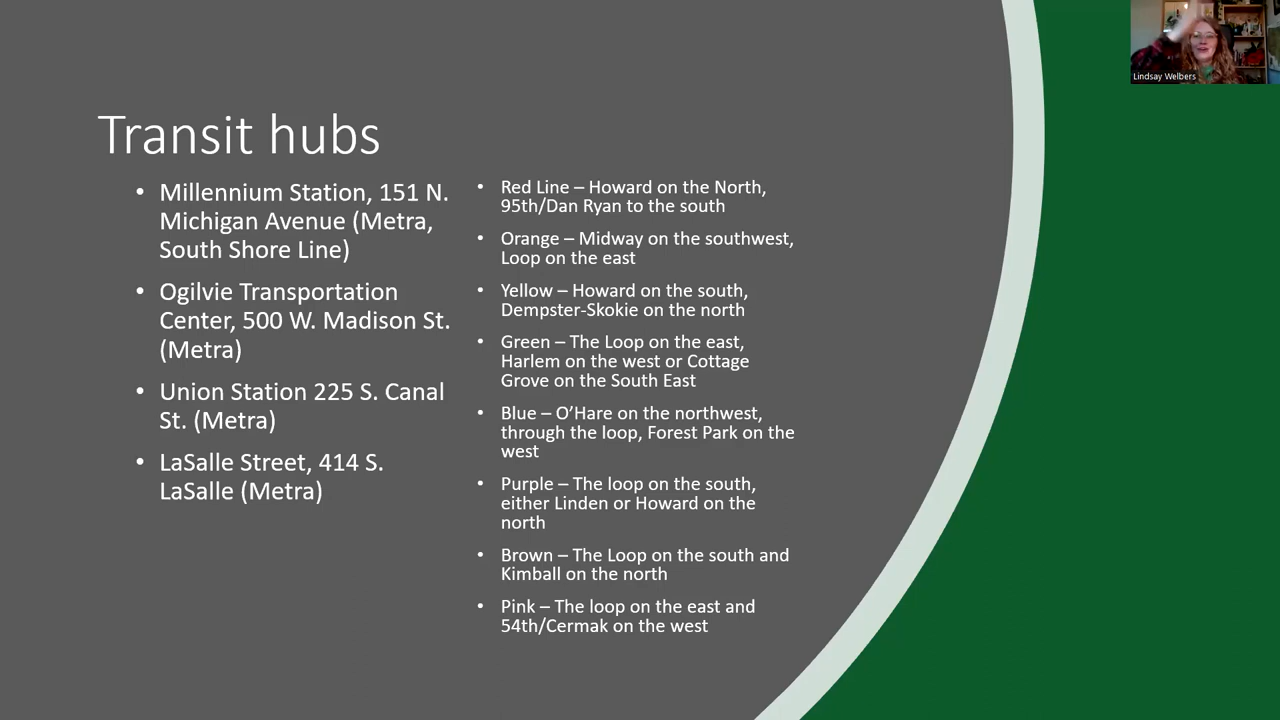 Transit hubs
• Millennium Station, 151 N.
Michigan Avenue (Metra,
South Shore Line)
• Ogilvie Transportation
Center, 500 W. Madison St.
(Metra)
• Union Station 225 S. Canal
St. (Metra)
• LaSalle Street, 414 S.
LaSalle (Metra)
• Red Line – Howard on the North,
95th/Dan Ryan to the south
• Orange – Midway on the southwest,
Loop on the east
• Yellow – Howard on the south,
Dempster-Skokie on the north
• Green – The Loop on the east,
Harlem on the west or Cottage
Grove on the South East
• Blue – O’Hare on the northwest,
through the loop, Forest Park on the
west
• Purple – The loop on the south,
either Linden or Howard on the
north
• Brown – The Loop on the south and
Kimball on the north
• Pink – The loop on the east and
54th/Cermak on the west
Lindsay Welbers